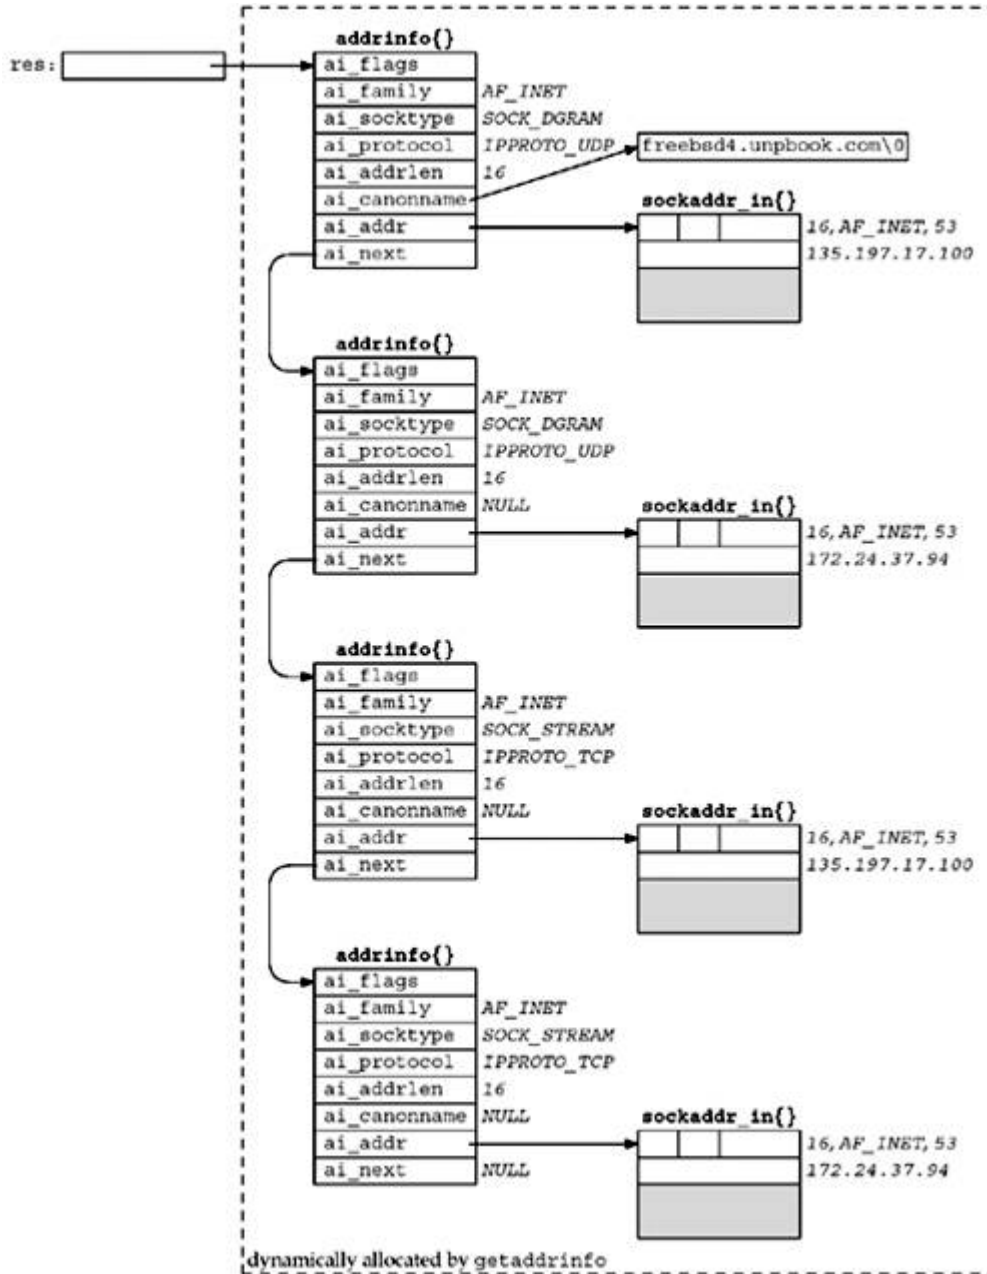 addrinfo{}
res:
ai_flags
ai_family AF_INET
ai_socktype SOCK_DGRAM
ai_protocol IPPROTO_UDP
freebsd4.unpbook.com\0
ai_addrlen 16
ai_canonname
sockaddr_in{}
ai_addr
16,AF_INET,53
ai_next
135.197.17.100
addrinfo{}
ai_flags
ai_family AF_INET
ai_socktype SOCK_DGRAM
ai_protocol IPPROTO_UDP
ai_addrlen 16
ai_canonname NULL
sockaddr_in{}
ai_addr
16,AF_INET,53
ai_next
172.24.37.94
addrinfo{}
ai_flags
ai_family AF_INET
ai_socktype SOCK_STREAM
ai_protocol IPPROTO_TCP
ai_addrlen 16
ai_canonname NULL
sockaddr_in{}
ai_addr
16,AF_INET,53
ai_next
135.197.17.100
addrinfo{}
ai_flags
ai_family AF_INET
ai_socktype SOCK_STREAM
ai_protocol IPPROTO_TCP
ai_addrlen 16
ai_canonname NULL
sockaddr_in{}
ai_addr
16,AF_INET,53
ai_next NULL
172.24.37.94
dynamically allocated by getaddrinfo